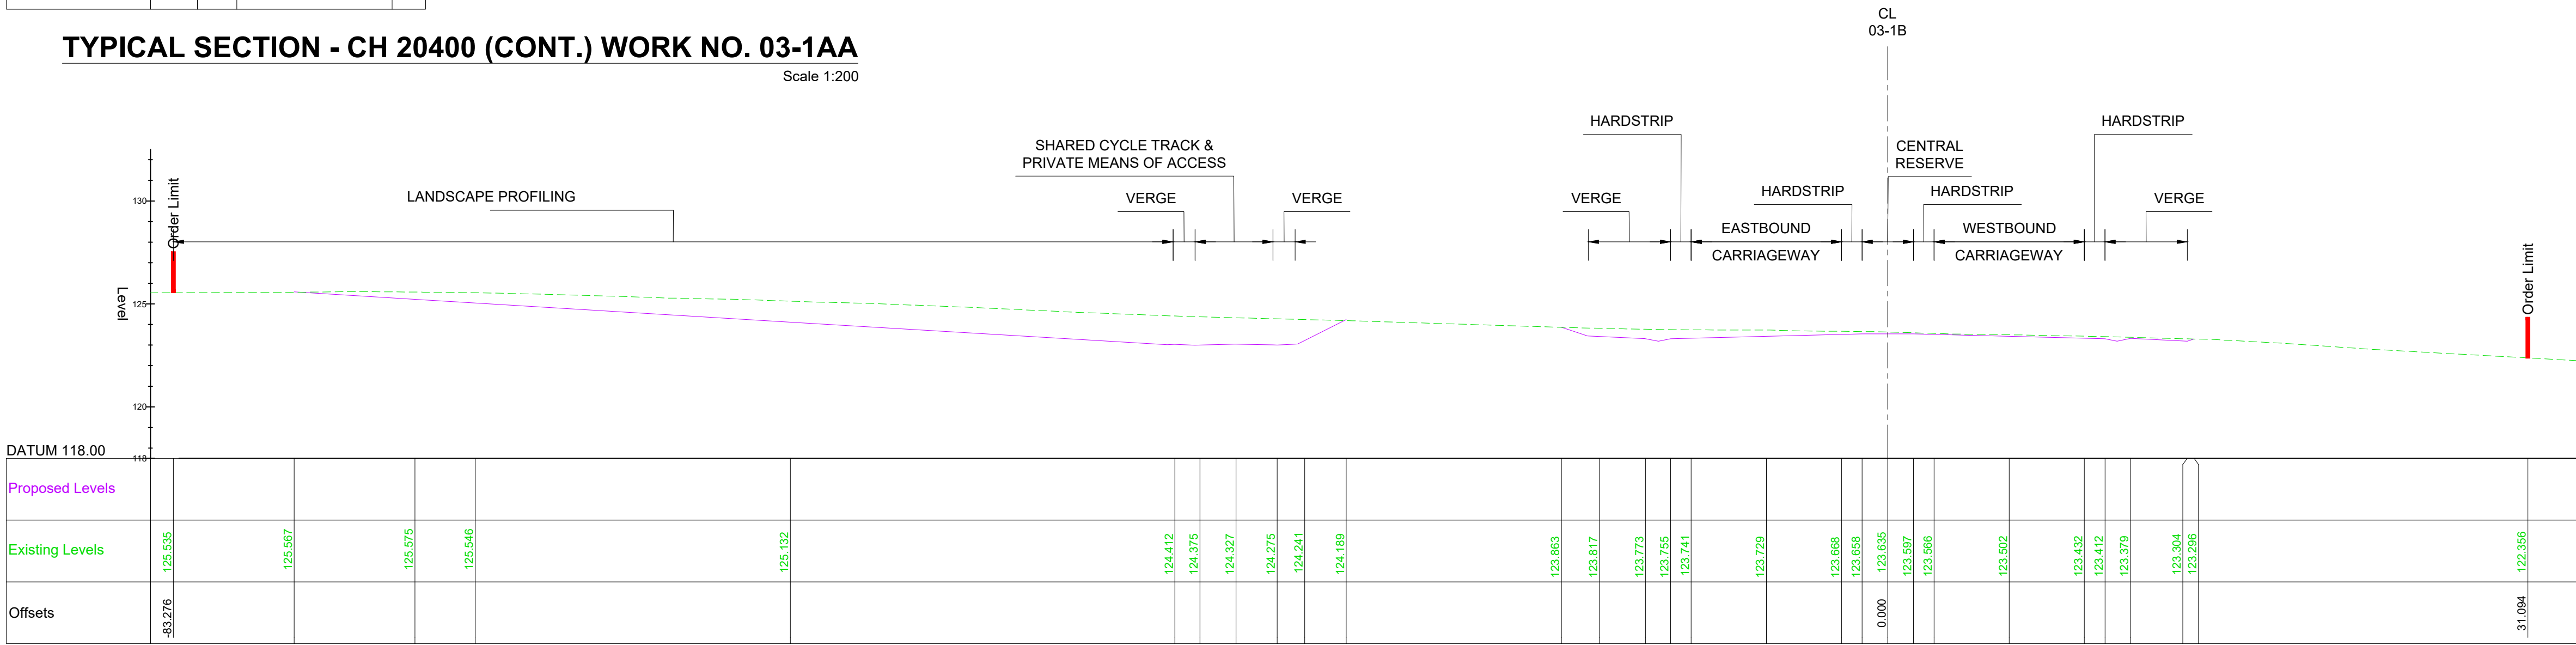 TYPICAL SECTION - CH 20400 (CONT.) WORK NO. 03-1AA
Scale 1:200
CL
03-1B
HARDSTRIP
HARDSTRIP
SHARED CYCLE TRACK &
PRIVATE MEANS OF ACCESS
CENTRAL
RESERVE
LANDSCAPE PROFILING
VERGE
VERGE
VERGE
HARDSTRIP
HARDSTRIP
VERGE
EASTBOUND
CARRIAGEWAY
WESTBOUND
CARRIAGEWAY
Order Limit
Order Limit
Level
130
125
120
118
DATUM 118.00
Proposed Levels
Existing Levels
125.535
125.567
125.575
125.546
125.132
124.412
124.375
124.327
124.275
124.241
124.189
123.863
123.817
123.773
123.755
123.741
123.729
123.668
123.658
123.635
123.597
123.566
123.502
123.432
123.412
123.379
123.304
123.296
122.356
Offsets
-83.276
0.000
31.094